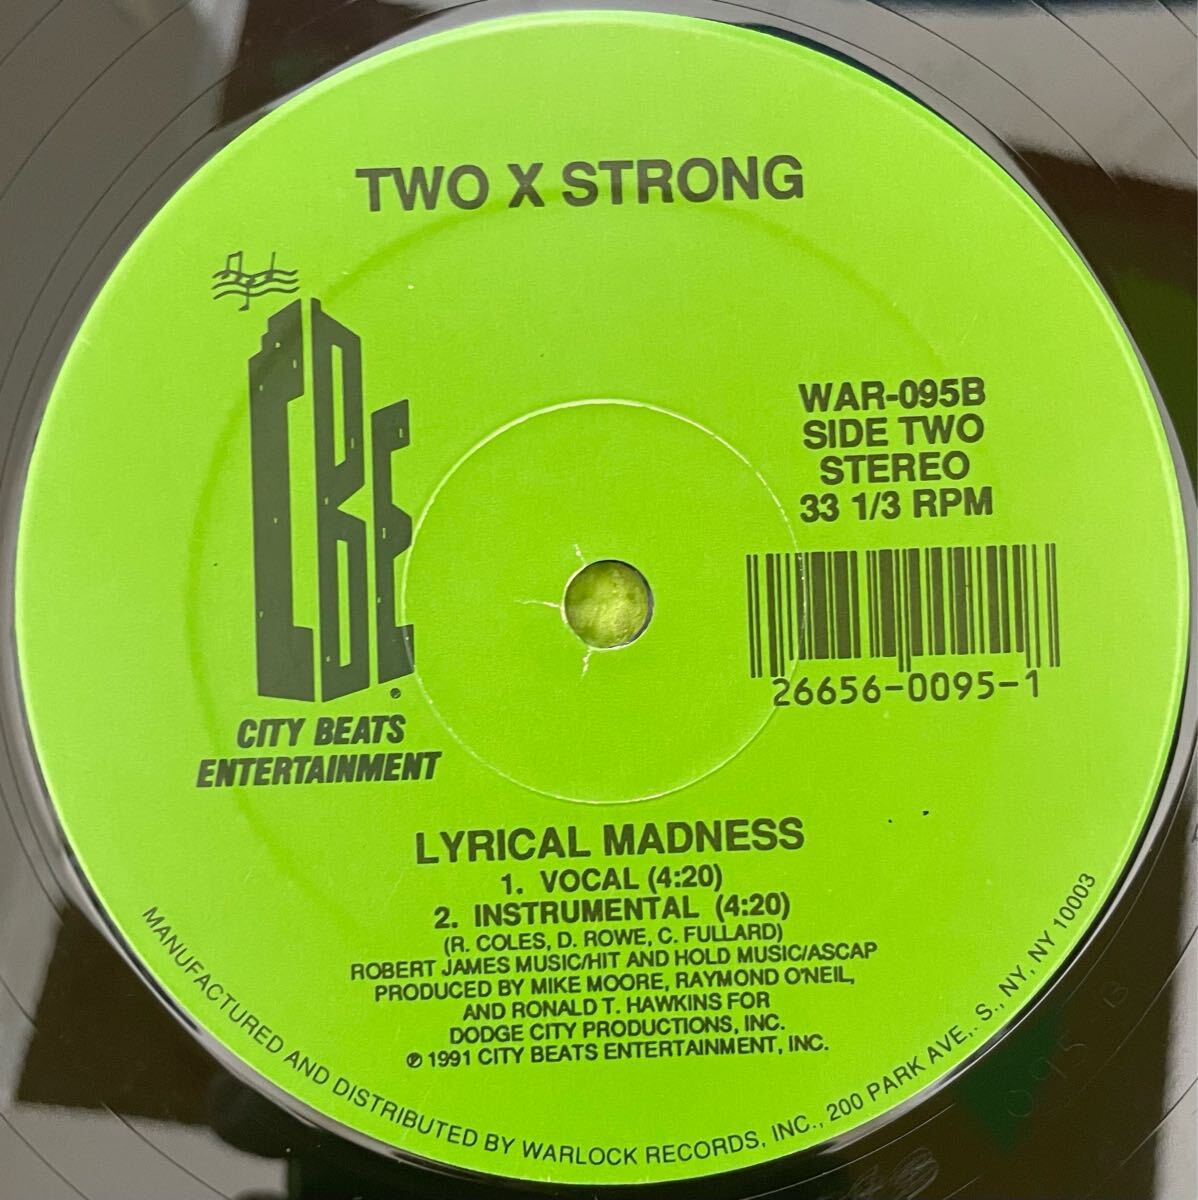 TWO X STRONG
CBE
®
CITY BEATS
ENTERTAINMENT
WAR-095B
SIDE TWO
STEREO
33 1/3 RPM
26656-0095-1
LYRICAL MADNESS
1. VOCAL (4:20)
2. INSTRUMENTAL (4:20)
(R. COLES, D. ROWE, C. FULLARD)
ROBERT JAMES MUSIC/HIT AND HOLD MUSIC/ASCAP
PRODUCED BY MIKE MOORE, RAYMOND O'NEIL,
AND RONALD T. HAWKINS FOR
DODGE CITY PRODUCTIONS, INC.
℗ 1991 CITY BEATS ENTERTAINMENT, INC.
MANUFACTURED AND DISTRIBUTED BY WARLOCK RECORDS, INC., 200 PARK AVE,. S., NY, NY 10003